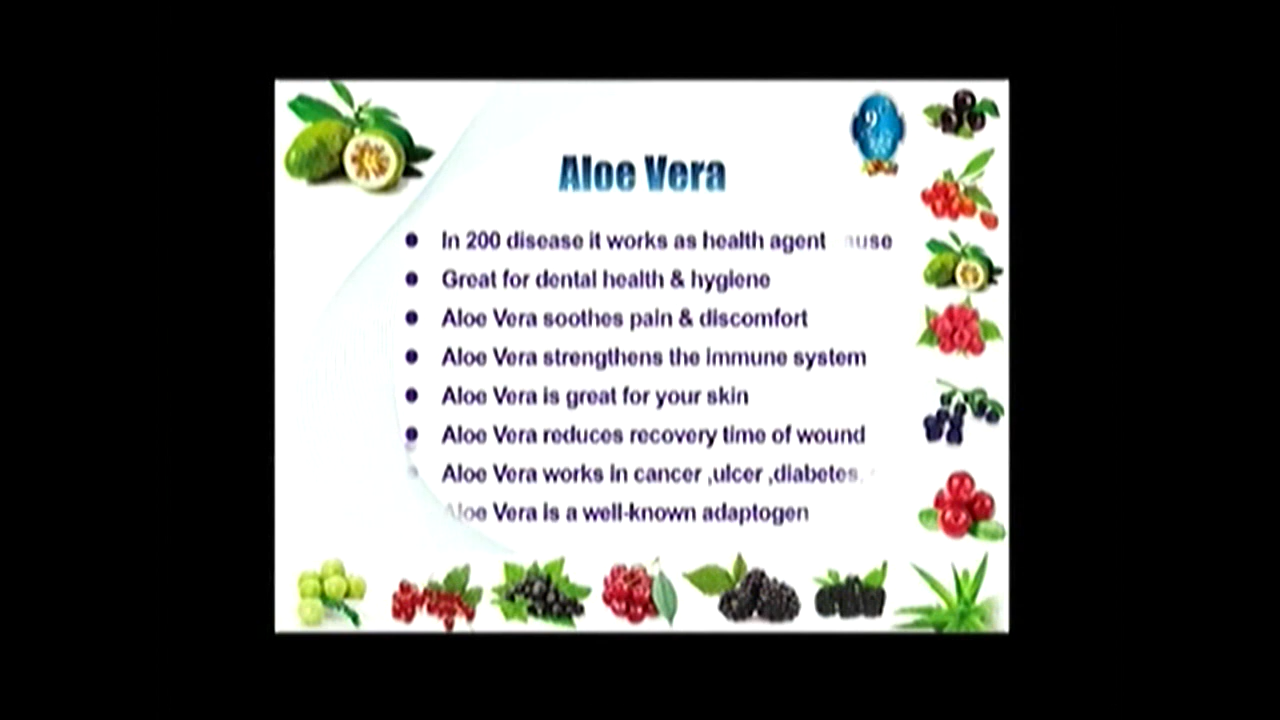 Aloe Vera
In 200 disease it works as health agent
Great for dental health & hygiene
Aloe Vera soothes pain & discomfort
Aloe Vera strengthens the immune system
Aloe Vera is great for your skin
Aloe Vera reduces recovery time of wound
Aloe Vera works in cancer ,ulcer ,diabetes.
Aloe Vera is a well-known adaptogen